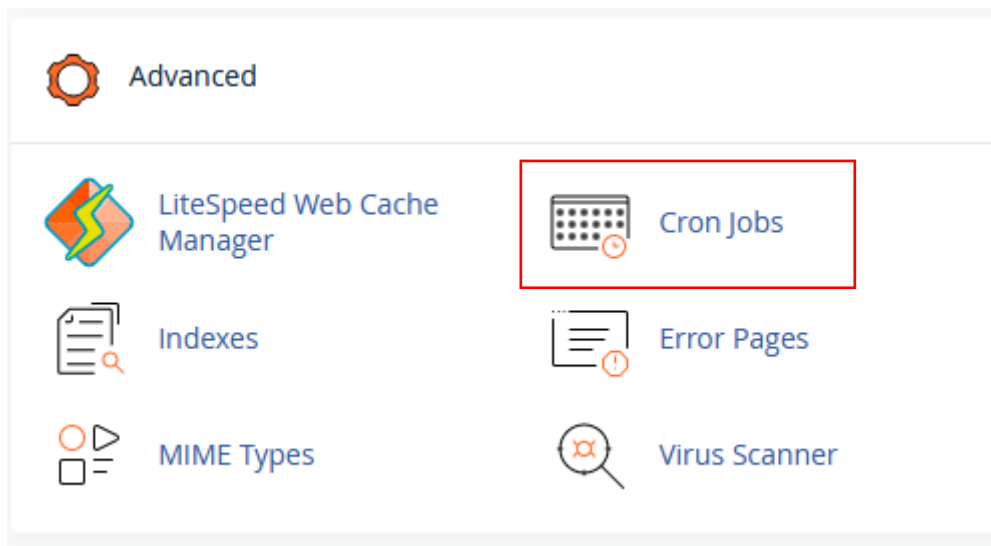 Advanced
LiteSpeed Web Cache
Manager
Cron Jobs
Indexes
Error Pages
MIME Types
Virus Scanner